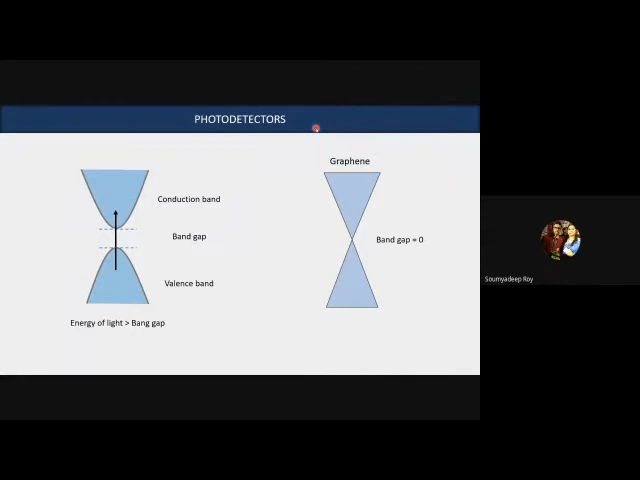 PHOTODETECTORS
Graphene
Conduction band
Band gap
Band gap = 0
Valence band
Energy of light > Bang gap
Soumyadeep Roy